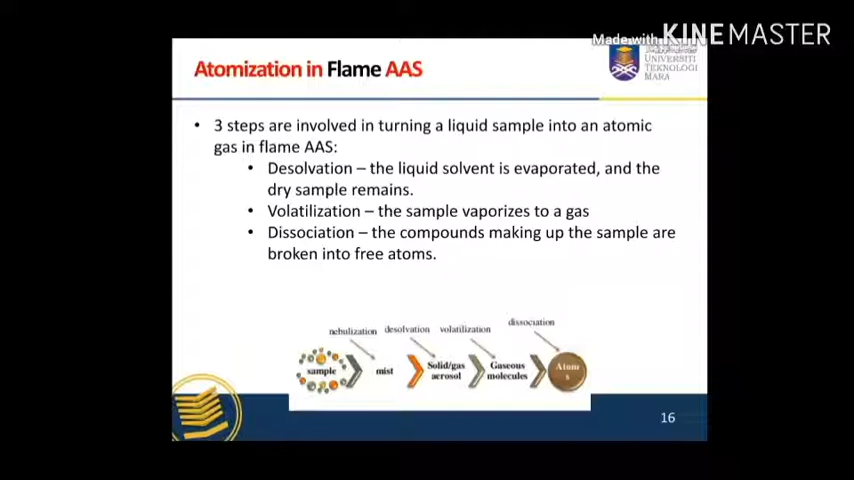 Made with KINEMASTER
UNIVERSITI
TEKNOLOGI
MARA
Atomization in Flame AAS
• 3 steps are involved in turning a liquid sample into an atomic
gas in flame AAS:
• Desolvation – the liquid solvent is evaporated, and the
dry sample remains.
• Volatilization – the sample vaporizes to a gas
• Dissociation – the compounds making up the sample are
broken into free atoms.
nebulization desolvation volatilization dissociation
sample
mist
Solid/gas
aerosol
Gaseous
molecules
Atom
s
16